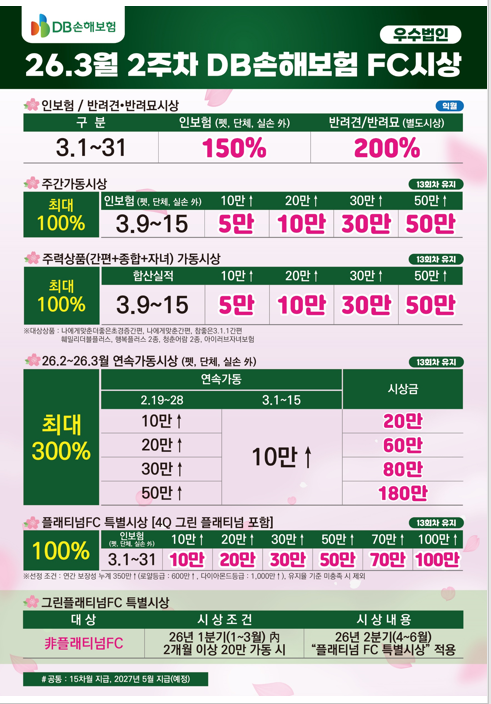 DB손해보험
우수법인
26.3월 2주차 DB손해보험 FC시상
인보험 / 반려견•반려묘시상
익월
구 분 인보험 (펫, 단체, 실손 外) 반려견/반려묘 (별도시상)
3.1~31 150% 200%
주간가동시상
13회차 유지
최대 100%
인보험 (펫, 단체, 실손 外) 10만↑ 20만↑ 30만↑ 50만↑
3.9~15 5만 10만 30만 50만
주력상품(간편+종합+자녀) 가동시상
13회차 유지
최대 100%
합산실적 10만↑ 20만↑ 30만↑ 50만↑
3.9~15 5만 10만 30만 50만
※대상상품 : 나에게맞춘더좋은초경증간편, 나에게맞춘간편, 참좋은3.1.1간편
훼밀리더블플러스, 행복플러스 2종, 청춘어람 2종, 아이러브자녀보험
26.2~26.3월 연속가동시상 (펫, 단체, 실손 外)
13회차 유지
최대
300%
연속가동 시상금
2.19~28 3.1~15
10만↑ 20만
20만↑ 60만
10만↑
30만↑ 80만
50만↑ 180만
플래티넘FC 특별시상 [4Q 그린 플래티넘 포함]
13회차 유지
100%
인보험
(펫, 단체, 실손 外)
10만↑ 20만↑ 30만↑ 50만↑ 70만↑ 100만↑
3.1~31 10만 20만 30만 50만 70만 100만
※선정 조건 : 연간 보장성 누계 350만↑(로얄등급 : 600만↑, 다이아몬드등급 : 1,000만↑), 유지율 기준 미충족 시 제외
그린플래티넘FC 특별시상
대 상 시 상 조 건 시 상 내 용
非플래티넘FC
26년 1분기(1~3월) 內
2개월 이상 20만 가동 시
26년 2분기(4~6월)
“플래티넘 FC 특별시상” 적용
# 공통 : 15차월 지급, 2027년 5월 지급(예정)